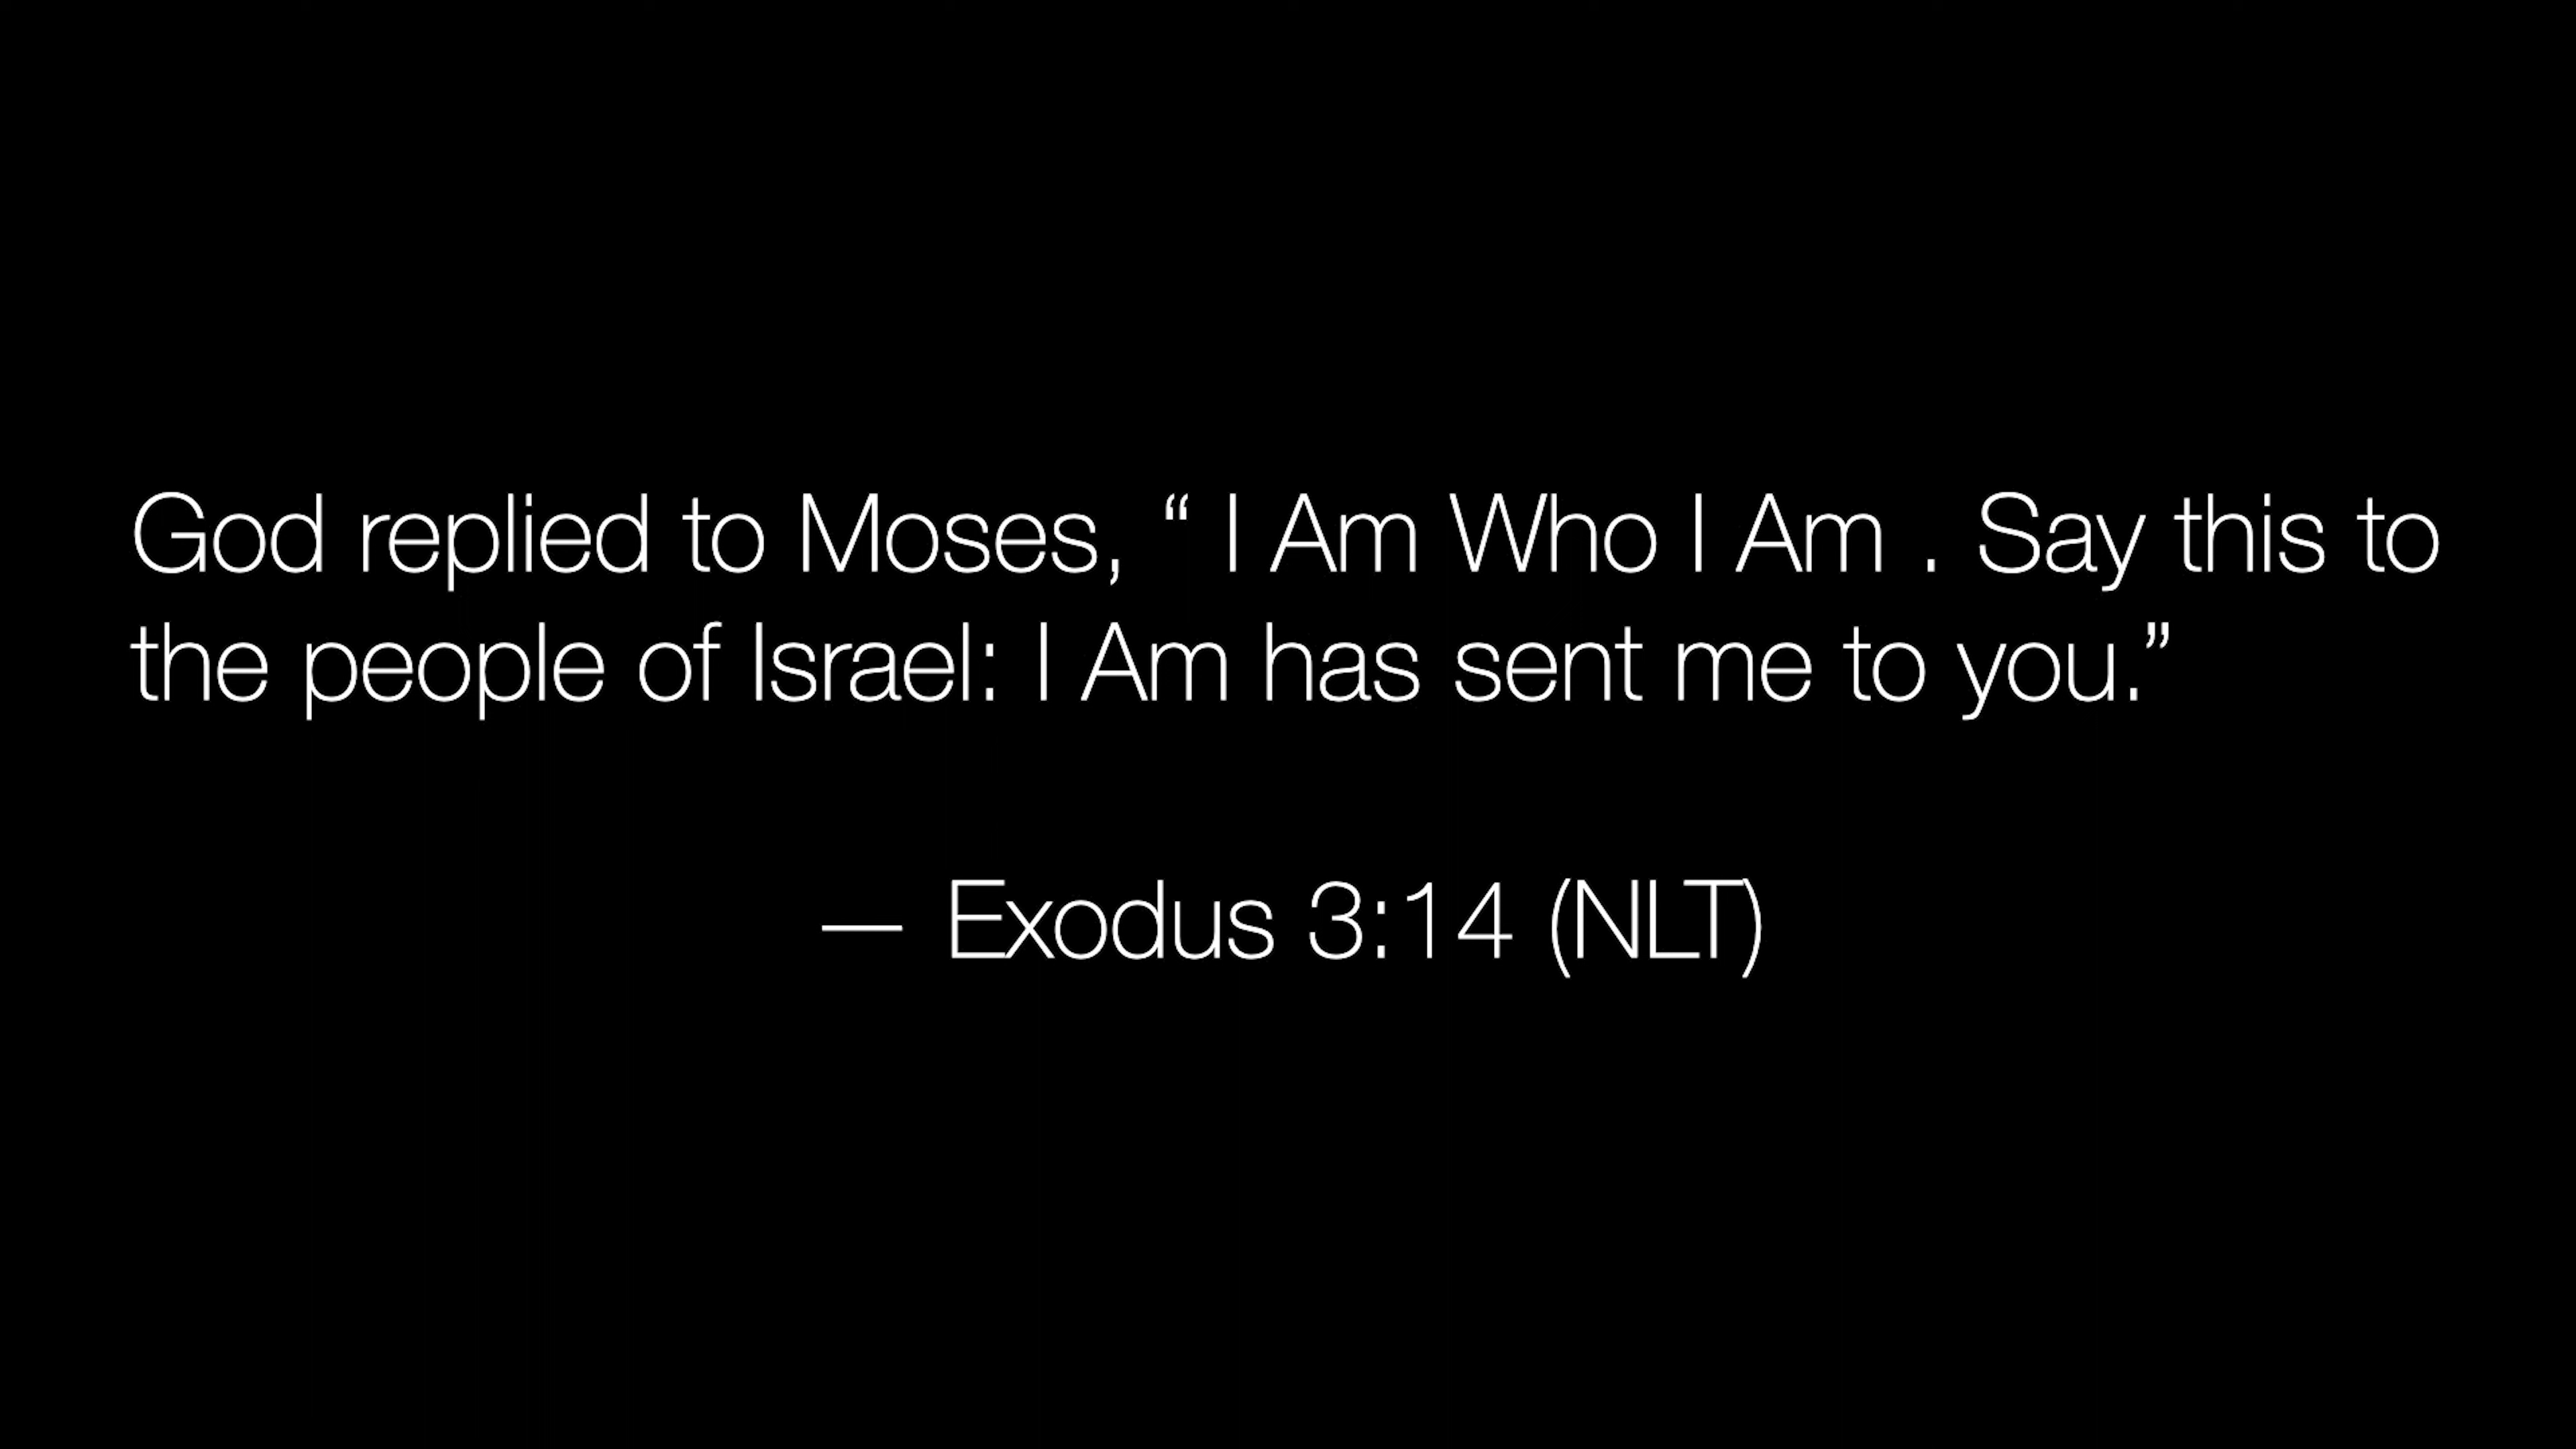 God replied to Moses, “ I Am Who I Am . Say this to
the people of Israel: I Am has sent me to you.”
— Exodus 3:14 (NLT)